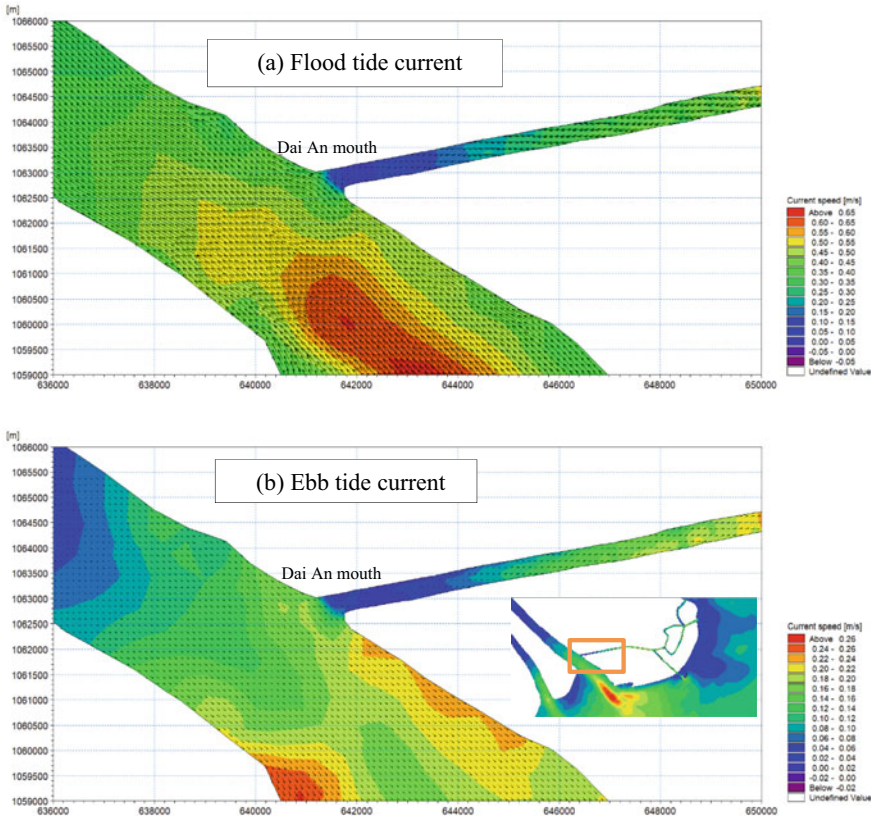 [m]
1066000
(a) Flood tide current
1065500
1065000
1064500
1064000
1063500
Dai An mouth
1063000
1062500
1062000
1061500
1061000
1060500
1060000
1059500
1059000
636000 638000 640000 642000 644000 646000 648000 650000
Current speed [m/s]
Above 0.65
0.60 - 0.65
0.55 - 0.60
0.50 - 0.55
0.45 - 0.50
0.40 - 0.45
0.35 - 0.40
0.30 - 0.35
0.25 - 0.30
0.20 - 0.25
0.15 - 0.20
0.10 - 0.15
0.05 - 0.10
0.00 - 0.05
-0.05 - 0.00
Below -0.05
Undefined Value
[m]
1066000
(b) Ebb tide current
1065500
1065000
1064500
1064000
1063500
Dai An mouth
1063000
1062500
1062000
1061500
1061000
1060500
1060000
1059500
1059000
636000 638000 640000 642000 644000 646000 648000 650000
Current speed [m/s]
Above 0.26
0.24 - 0.26
0.22 - 0.24
0.20 - 0.22
0.18 - 0.20
0.16 - 0.18
0.14 - 0.16
0.12 - 0.14
0.10 - 0.12
0.08 - 0.10
0.06 - 0.08
0.04 - 0.06
0.02 - 0.04
0.00 - 0.02
-0.02 - 0.00
Below -0.02
Undefined Value